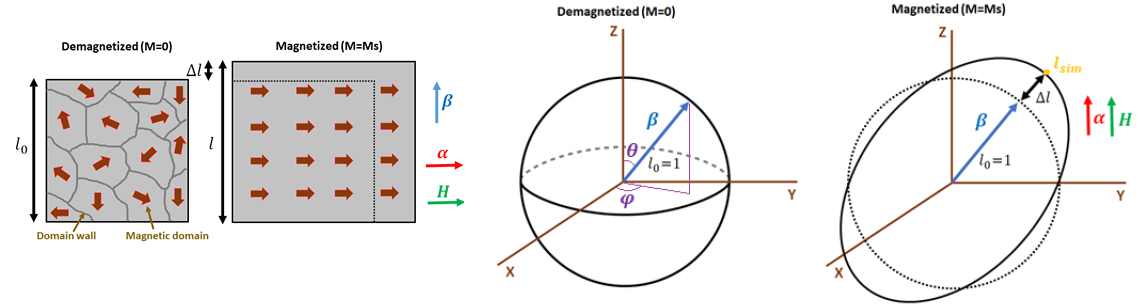 Demagnetized (M=0)
l₀
Domain wall
Magnetic domain
Magnetized (M=Ms)
Δl
l
β
α
H
Demagnetized (M=0)
Z
β
θ
l₀=1
φ
Y
X
Magnetized (M=Ms)
Z
lsim
Δl
β
l₀=1
α
H
Y
X